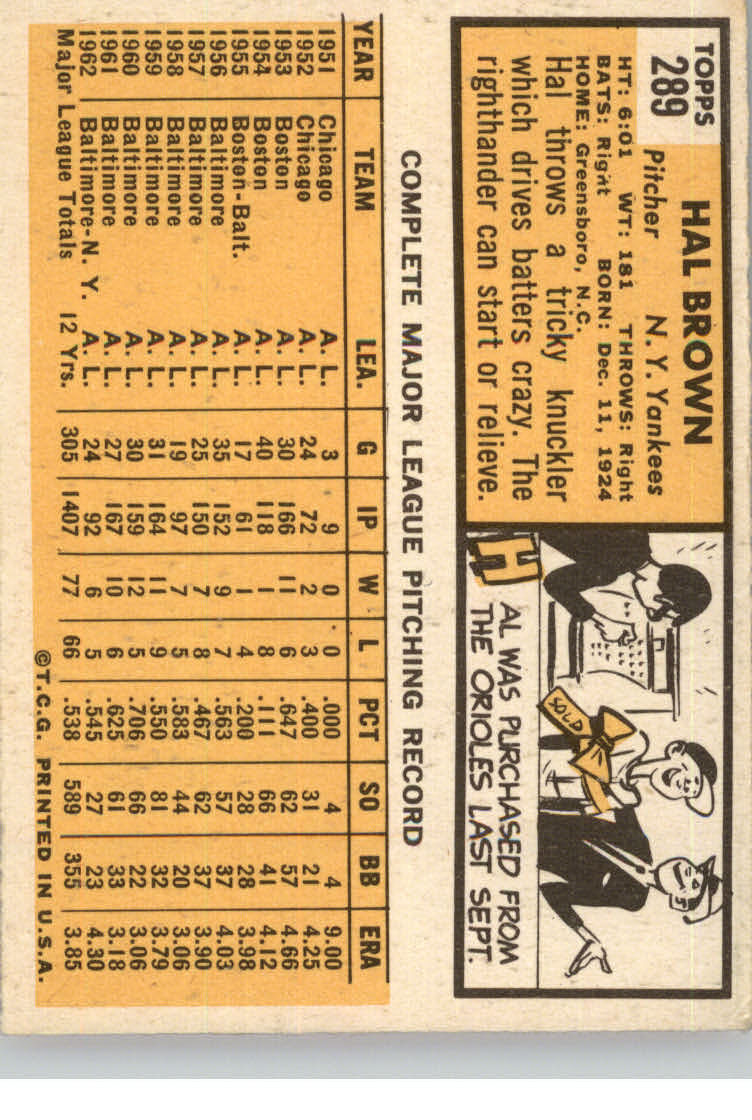 TOPPS
289
HAL BROWN
Pitcher N. Y. Yankees
HT: 6:01 WT: 181 THROWS: Right
BATS: Right BORN: Dec. 11, 1924
HOME: Greensboro, N.C.
Hal throws a tricky knuckler
which drives batters crazy. The
righthander can start or relieve.
SOLD
HAL WAS PURCHASED FROM
THE ORIOLES LAST SEPT.
COMPLETE MAJOR LEAGUE PITCHING RECORD
YEAR TEAM LEA. G IP W L PCT SO BB ERA
1951 Chicago A. L. 3 9 0 0 .000 4 4 9.00
1952 Chicago A. L. 24 72 2 3 .400 31 21 4.25
1953 Boston A. L. 30 166 11 6 .647 62 57 4.66
1954 Boston A. L. 40 118 1 8 .111 66 41 4.12
1955 Boston-Balt. A. L. 17 61 1 4 .200 28 28 3.98
1956 Baltimore A. L. 35 152 9 7 .563 57 37 4.03
1957 Baltimore A. L. 25 150 7 8 .467 62 37 3.90
1958 Baltimore A. L. 19 97 7 5 .583 44 20 3.06
1959 Baltimore A. L. 31 164 11 9 .550 81 32 3.79
1960 Baltimore A. L. 30 159 12 5 .706 66 22 3.06
1961 Baltimore A. L. 27 167 10 6 .625 61 33 3.18
1962 Baltimore-N. Y. A. L. 24 92 6 5 .545 27 23 4.30
Major League Totals 12 Yrs. 305 1407 77 66 .538 589 355 3.85
©T.C.G. PRINTED IN U.S.A.